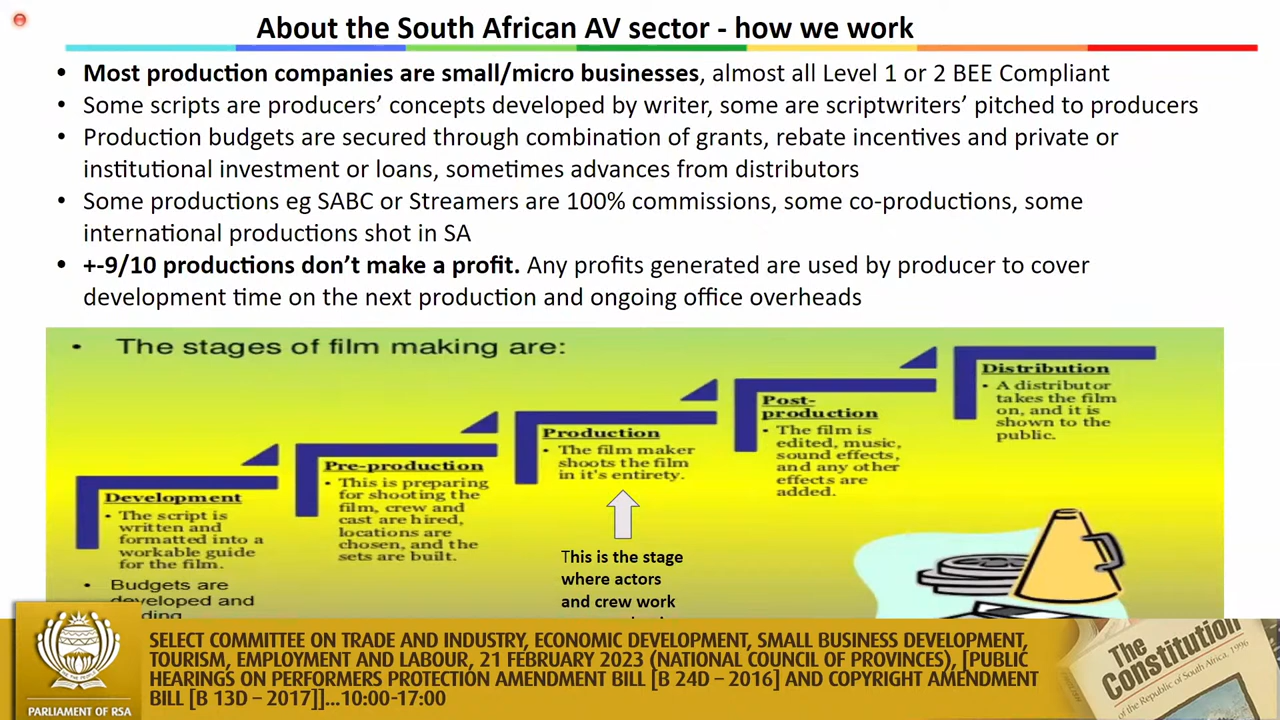 About the South African AV sector - how we work
• Most production companies are small/micro businesses, almost all Level 1 or 2 BEE Compliant
• Some scripts are producers’ concepts developed by writer, some are scriptwriters’ pitched to producers
• Production budgets are secured through combination of grants, rebate incentives and private or
institutional investment or loans, sometimes advances from distributors
• Some productions eg SABC or Streamers are 100% commissions, some co-productions, some
international productions shot in SA
• +-9/10 productions don’t make a profit. Any profits generated are used by producer to cover
development time on the next production and ongoing office overheads
• The stages of film making are:
Development
• The script is
written and
formatted into a
workable guide
for the film.
• Budgets are
developed and
Pre-production
• This is preparing
for shooting the
film, crew and
cast are hired,
locations are
chosen, and the
sets are built.
Production
• The film maker
shoots the film
in it's entirety.
This is the stage
where actors
and crew work
Post-
production
• The film is
edited, music,
sound effects,
and any other
effects are
added.
Distribution
• A distributor
takes the film
on, and it is
shown to the
public.
PARLIAMENT OF RSA
SELECT COMMITTEE ON TRADE AND INDUSTRY, ECONOMIC DEVELOPMENT, SMALL BUSINESS DEVELOPMENT,
TOURISM, EMPLOYMENT AND LABOUR, 21 FEBRUARY 2023 (NATIONAL COUNCIL OF PROVINCES), [PUBLIC
HEARINGS ON PERFORMERS PROTECTION AMENDMENT BILL [B 24D – 2016] AND COPYRIGHT AMENDMENT
BILL [B 13D – 2017]]...10:00-17:00
The
Constitution
of the Republic of South Africa, 1996